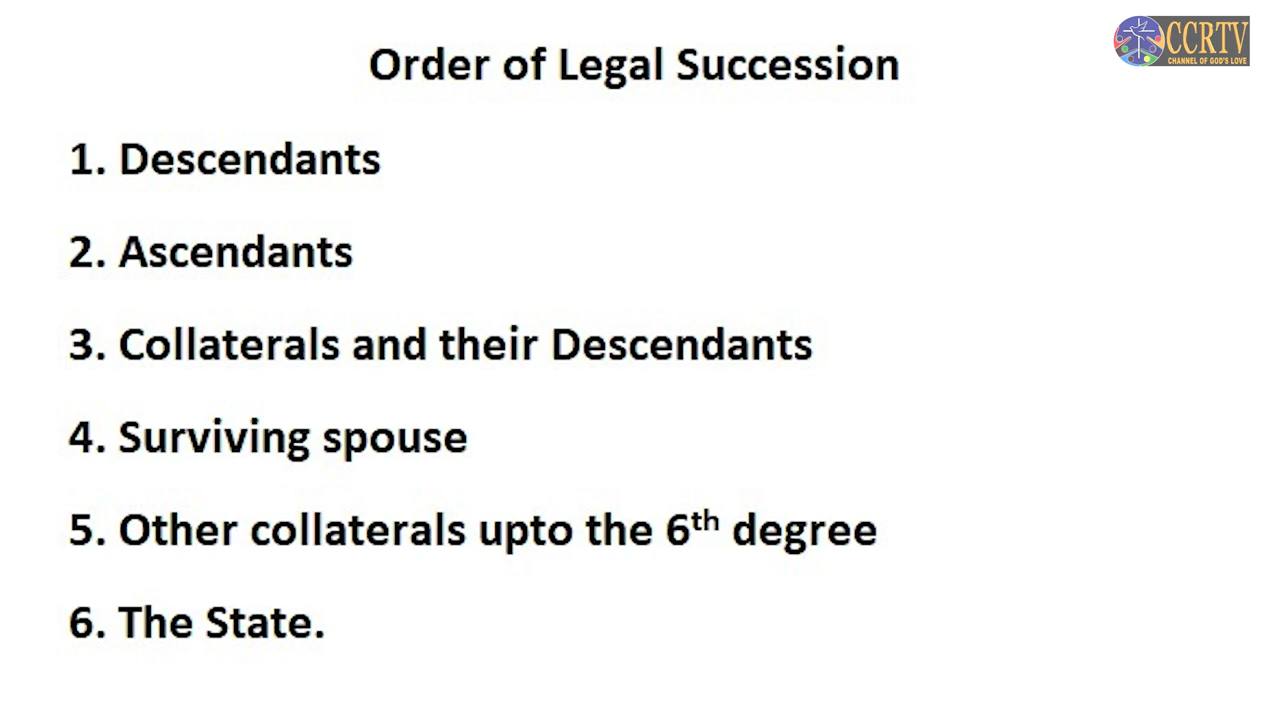 CCRTV
CHANNEL OF GOD'S LOVE
Order of Legal Succession
1. Descendants
2. Ascendants
3. Collaterals and their Descendants
4. Surviving spouse
5. Other collaterals upto the 6th degree
6. The State.